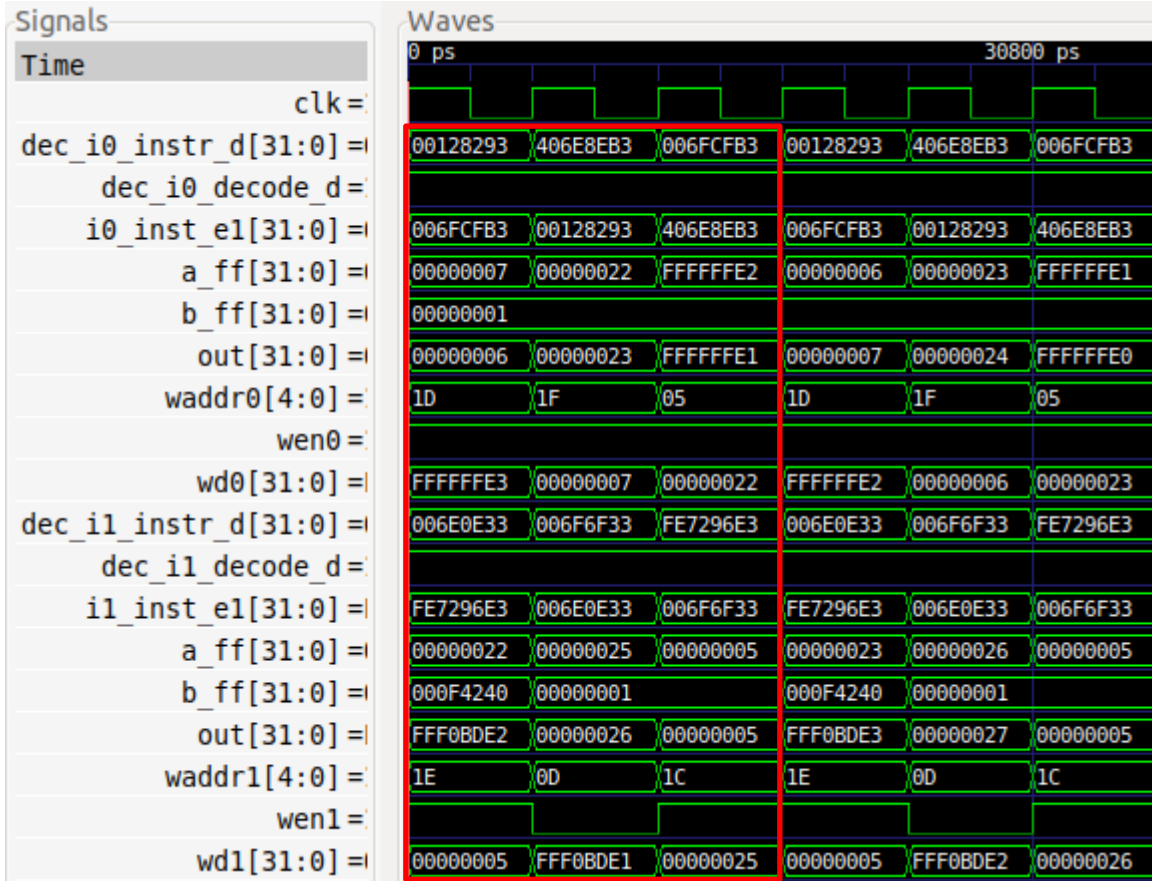 Signals Waves
Time 0 ps 30800 ps
clk=
dec_i0_instr_d[31:0]= 00128293 406E8EB3 006FCFB3 00128293 406E8EB3 006FCFB3
dec_i0_decode_d=
i0_inst_e1[31:0]= 006FCFB3 00128293 406E8EB3 006FCFB3 00128293 406E8EB3
a_ff[31:0]= 00000007 00000022 FFFFFFE2 00000006 00000023 FFFFFFE1
b_ff[31:0]= 00000001
out[31:0]= 00000006 00000023 FFFFFFE1 00000007 00000024 FFFFFFE0
waddr0[4:0]= 1D 1F 05 1D 1F 05
wen0=
wd0[31:0]= FFFFFFE3 00000007 00000022 FFFFFFE2 00000006 00000023
dec_i1_instr_d[31:0]= 006E0E33 006F6F33 FE7296E3 006E0E33 006F6F33 FE7296E3
dec_i1_decode_d=
i1_inst_e1[31:0]= FE7296E3 006E0E33 006F6F33 FE7296E3 006E0E33 006F6F33
a_ff[31:0]= 00000022 00000025 00000005 00000023 00000026 00000005
b_ff[31:0]= 000F4240 00000001 000F4240 00000001
out[31:0]= FFF0BDE2 00000026 00000005 FFF0BDE3 00000027 00000005
waddr1[4:0]= 1E 0D 1C 1E 0D 1C
wen1=
wd1[31:0]= 00000005 FFF0BDE1 00000025 00000005 FFF0BDE2 00000026